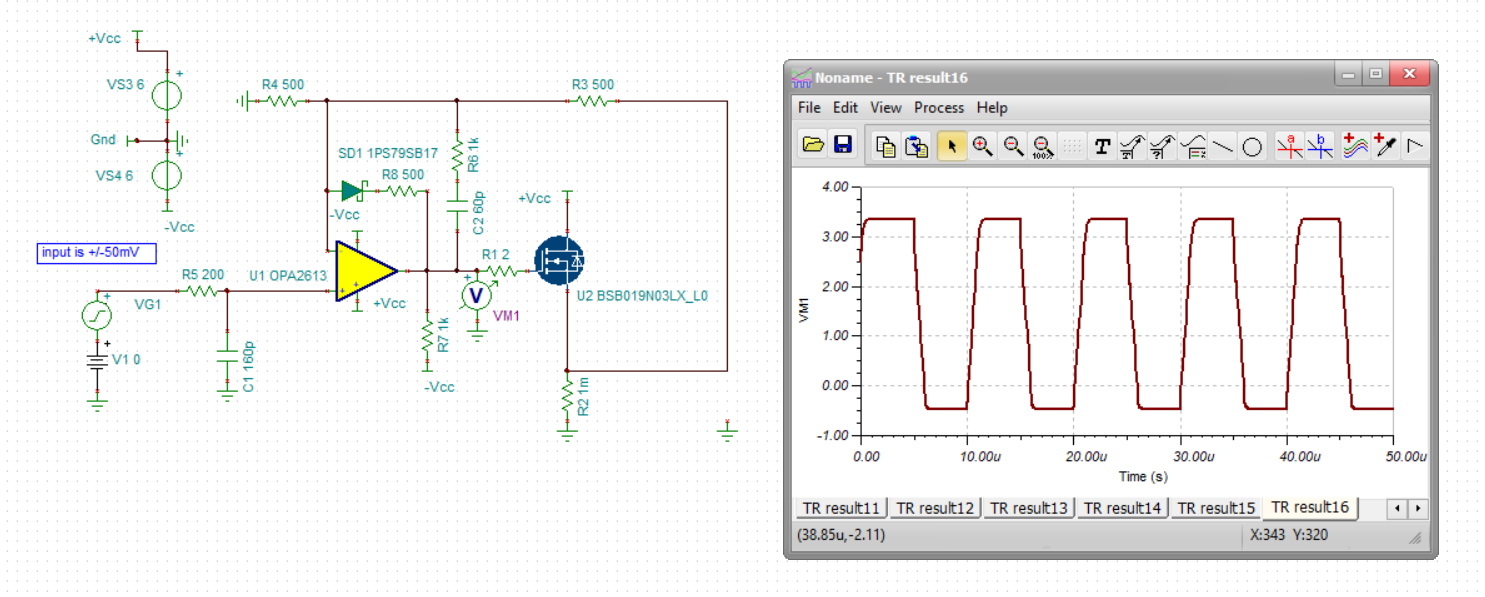 +Vcc
VS3 6
Gnd
VS4 6
-Vcc
input is +/-50mV
R4 500
R3 500
SD1 1PS79SB17
R8 500
R6 1k
C2 60p
-Vcc
+Vcc
R1 2
U1 OPA2613
+Vcc
V
VM1
U2 BSB019N03LX_L0
R5 200
VG1
V1 0
C1 160p
R7 1k
-Vcc
R2 1m
Noname - TR result16
File Edit View Process Help
100%
T
a
b
4.00
3.00
2.00
1.00
0.00
-1.00
VM1
0.00 10.00u 20.00u 30.00u 40.00u 50.00u
Time (s)
TR result11 TR result12 TR result13 TR result14 TR result15 TR result16
(38.85u,-2.11) X:343 Y:320